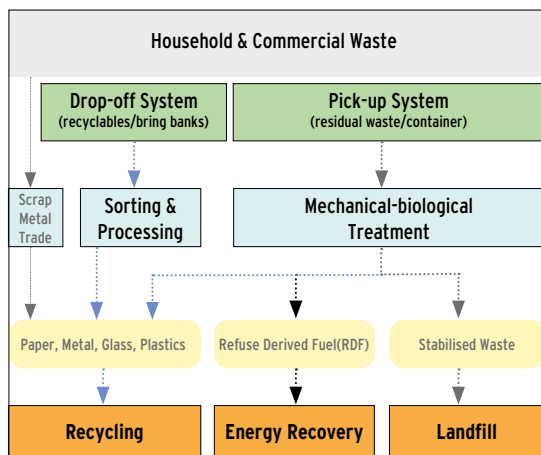 Household & Commercial Waste
Drop-off System
(recyclables/bring banks)
Pick-up System
(residual waste/container)
Scrap
Metal
Trade
Sorting &
Processing
Mechanical-biological
Treatment
Paper, Metal, Glass, Plastics
Refuse Derived Fuel(RDF)
Stabilised Waste
Recycling
Energy Recovery
Landfill